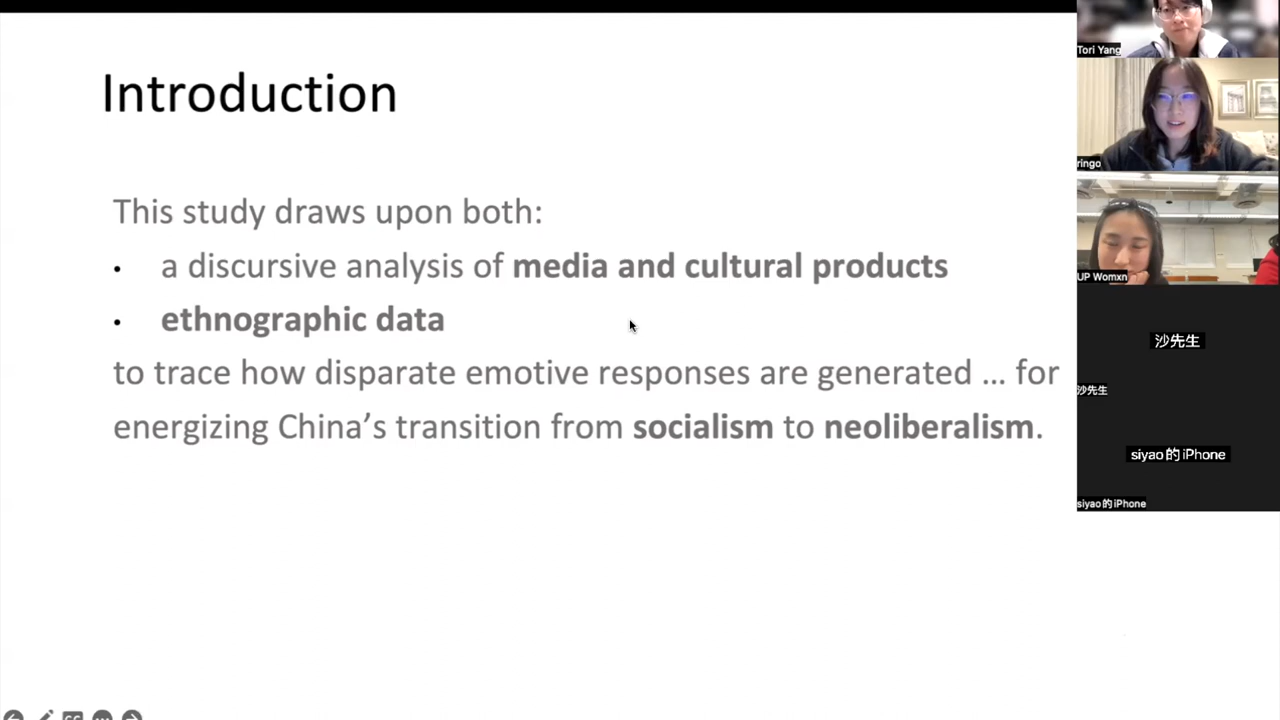 Introduction
This study draws upon both:
• a discursive analysis of media and cultural products
• ethnographic data
to trace how disparate emotive responses are generated … for
energizing China’s transition from socialism to neoliberalism.
Tori Yang
ringo
UP Womxn
沙先生
沙先生
siyao的iPhone
siyao的iPhone